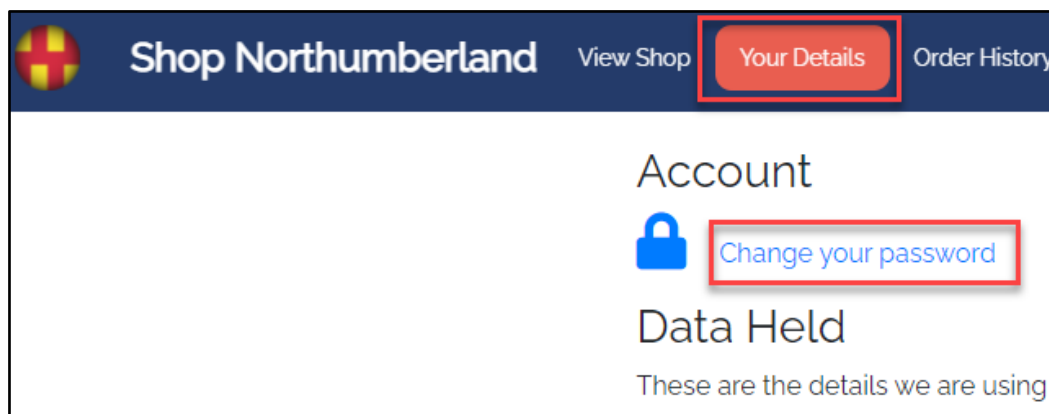 Shop Northumberland View Shop Your Details Order History
Account
Change your password
Data Held
These are the details we are using